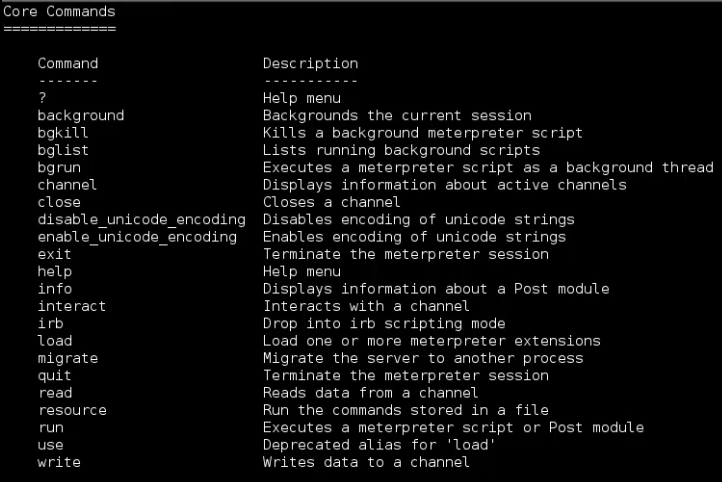 Core Commands
=============
Command Description
------- -----------
? Help menu
background Backgrounds the current session
bgkill Kills a background meterpreter script
bglist Lists running background scripts
bgrun Executes a meterpreter script as a background thread
channel Displays information about active channels
close Closes a channel
disable_unicode_encoding Disables encoding of unicode strings
enable_unicode_encoding Enables encoding of unicode strings
exit Terminate the meterpreter session
help Help menu
info Displays information about a Post module
interact Interacts with a channel
irb Drop into irb scripting mode
load Load one or more meterpreter extensions
migrate Migrate the server to another process
quit Terminate the meterpreter session
read Reads data from a channel
resource Run the commands stored in a file
run Executes a meterpreter script or Post module
use Deprecated alias for 'load'
write Writes data to a channel